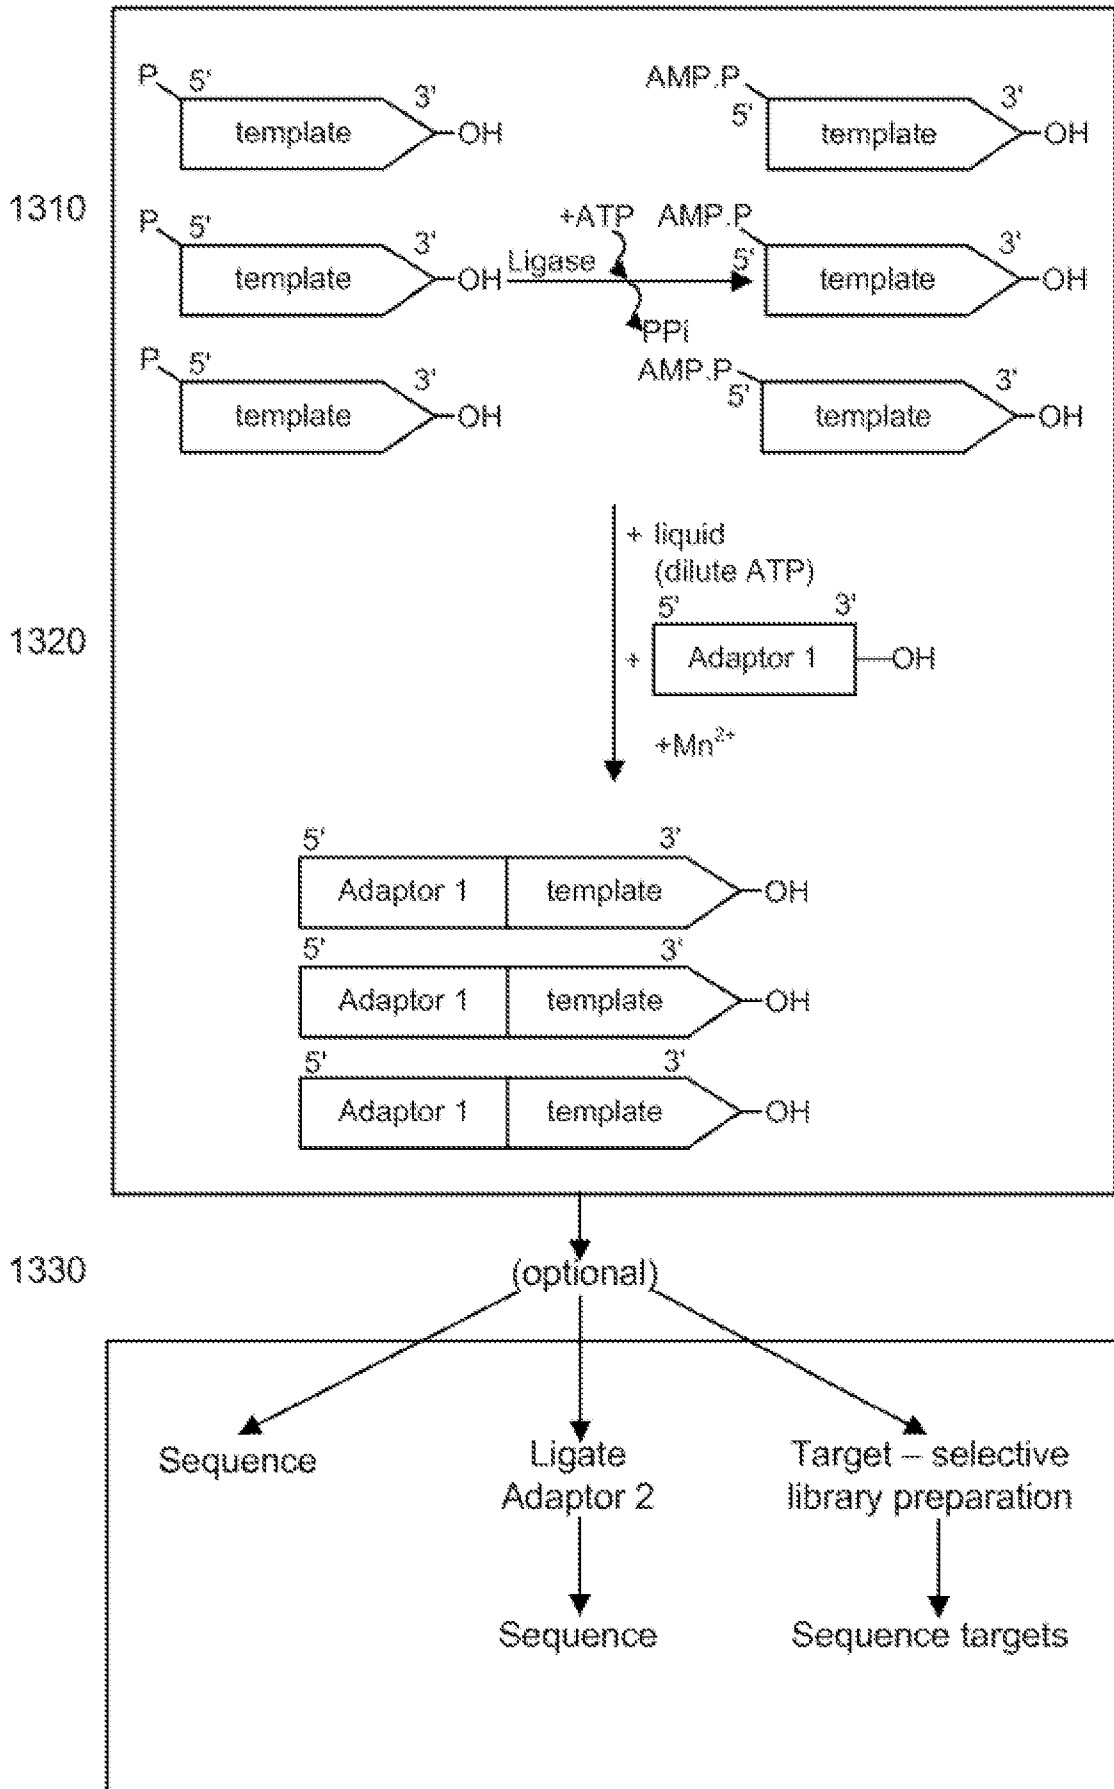 P 5' 3' AMP.P 3'
template OH 5' template OH
1310
P 5' 3' +ATP AMP.P 3'
template OH Ligase 5' template OH
PPi
P 5' 3' AMP.P 3'
template OH 5' template OH
+ liquid
(dilute ATP)
5' 3'
1320
+ Adaptor 1 OH
+Mn²⁺
5' 3'
Adaptor 1 template OH
5' 3'
Adaptor 1 template OH
5' 3'
Adaptor 1 template OH
1330
(optional)
Sequence
Ligate
Adaptor 2
Sequence
Target – selective
library preparation
Sequence targets